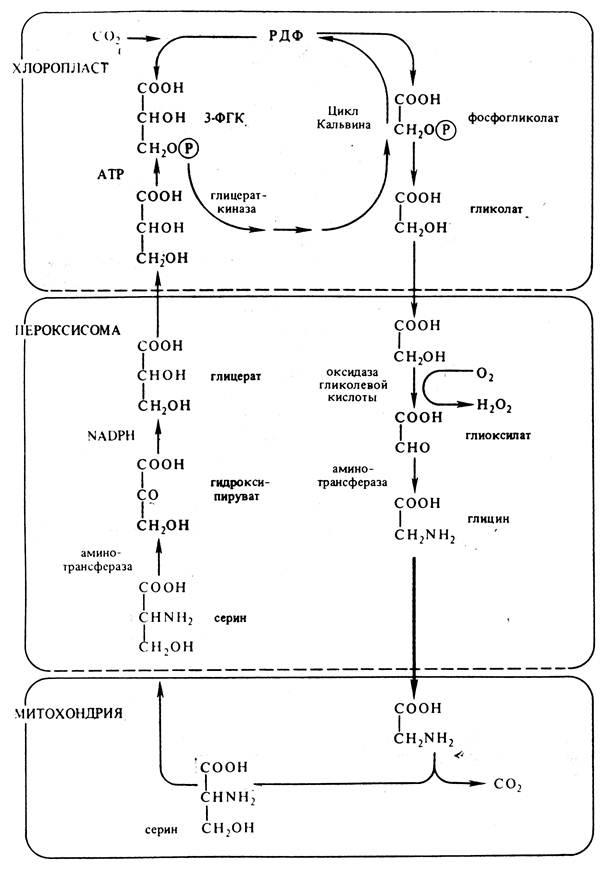 CO₂ РДФ
ХЛОРОПЛАСТ
COOH
CHOH
CH₂O(P)
3-ФГК
Цикл
Кальвина
COOH
CH₂O(P)
фосфогликолат
АТР
COOH
CHOH
CH₂OH
глицерат-
киназа
COOH
CH₂OH
гликолат
ПЕРОКСИСОМА
COOH
CHOH
CH₂OH
глицерат
COOH
CH₂OH
оксидаза
гликолевой
кислоты
O₂
H₂O₂
COOH
CHO
глиоксилат
NADPH
COOH
CO
CH₂OH
гидрокси-
пируват
амино-
трансфераза
COOH
CH₂NH₂
глицин
амино-
трансфераза
COOH
CHNH₂
CH₂OH
серин
МИТОХОНДРИЯ
COOH
CH₂NH₂
CO₂
COOH
CHNH₂
CH₂OH
серин